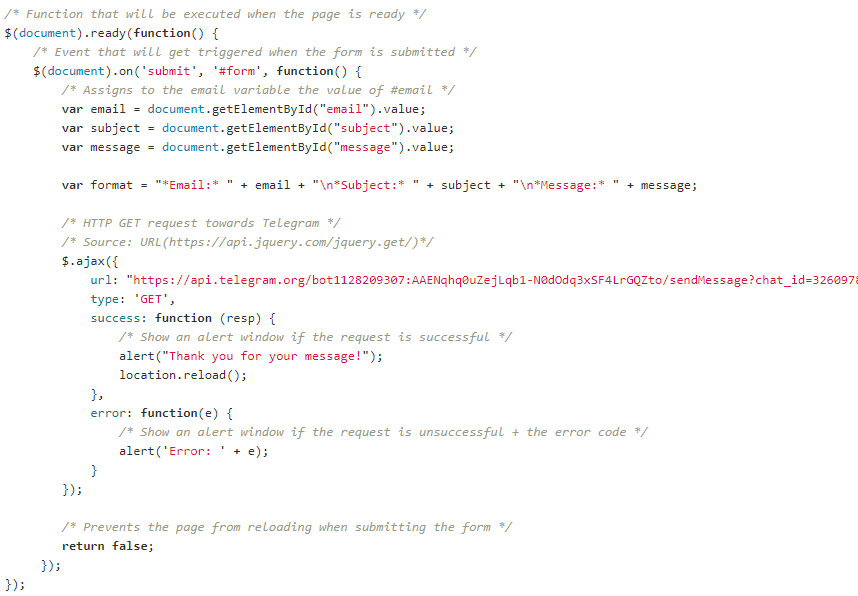 /* Function that will be executed when the page is ready */
$(document).ready(function() {
/* Event that will get triggered when the form is submitted */
$(document).on('submit', '#form', function() {
/* Assigns to the email variable the value of #email */
var email = document.getElementById("email").value;
var subject = document.getElementById("subject").value;
var message = document.getElementById("message").value;
var format = "*Email:* " + email + "\n*Subject:* " + subject + "\n*Message:* " + message;
/* HTTP GET request towards Telegram */
/* Source: URL(https://api.jquery.com/jquery.get/)*/
$.ajax({
url: "https://api.telegram.org/bot1128209307:AAENqhq0uZejLqb1-N0dOdq3xSF4LrGQZto/sendMessage?chat_id=326097
type: 'GET',
success: function (resp) {
/* Show an alert window if the request is successful */
alert("Thank you for your message!");
location.reload();
},
error: function(e) {
/* Show an alert window if the request is unsuccessful + the error code */
alert('Error: ' + e);
}
});
/* Prevents the page from reloading when submitting the form */
return false;
});
});